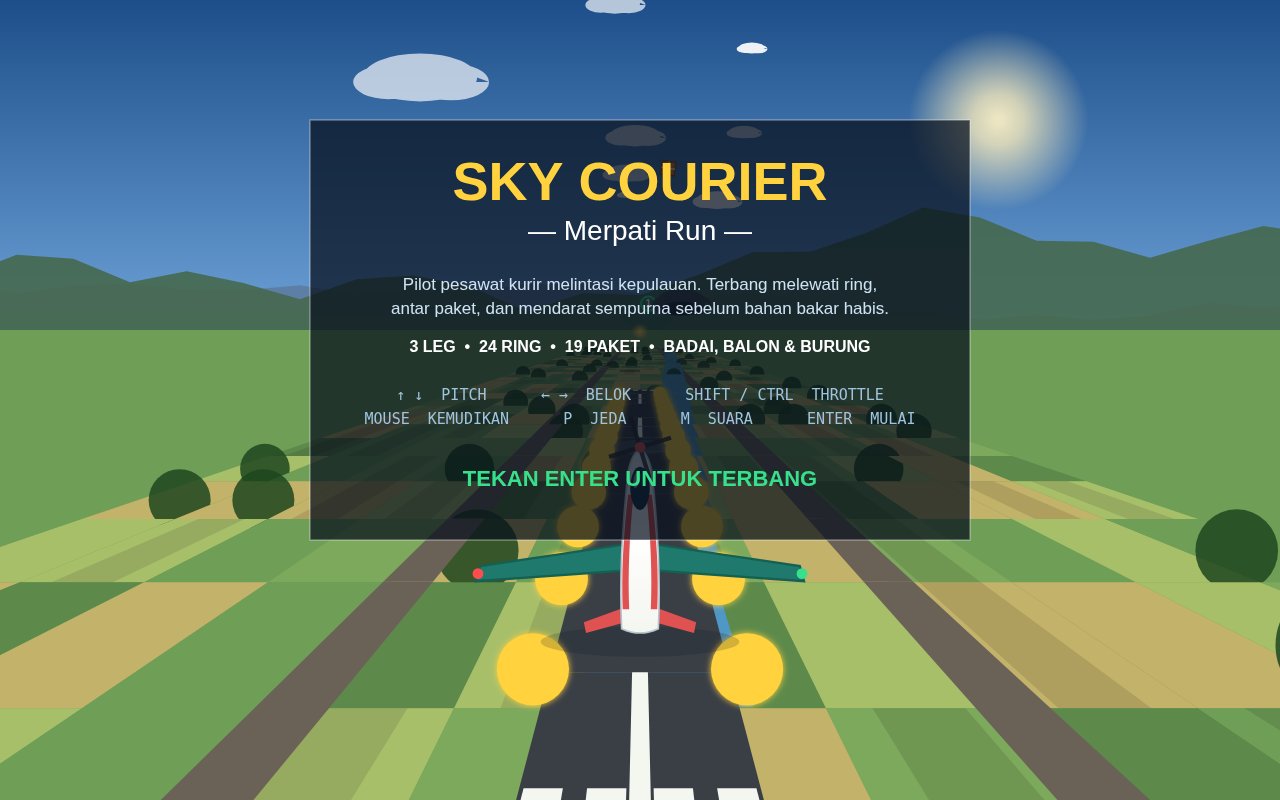 SKY COURIER
— Merpati Run —
Pilot pesawat kurir melintasi kepulauan. Terbang melewati ring,
antar paket, dan mendarat sempurna sebelum bahan bakar habis.
3 LEG • 24 RING • 19 PAKET • BADAI, BALON & BURUNG
↑ ↓ PITCH ← → BELOK SHIFT / CTRL THROTTLE
MOUSE KEMUDIKAN P JEDA M SUARA ENTER MULAI
TEKAN ENTER UNTUK TERBANG